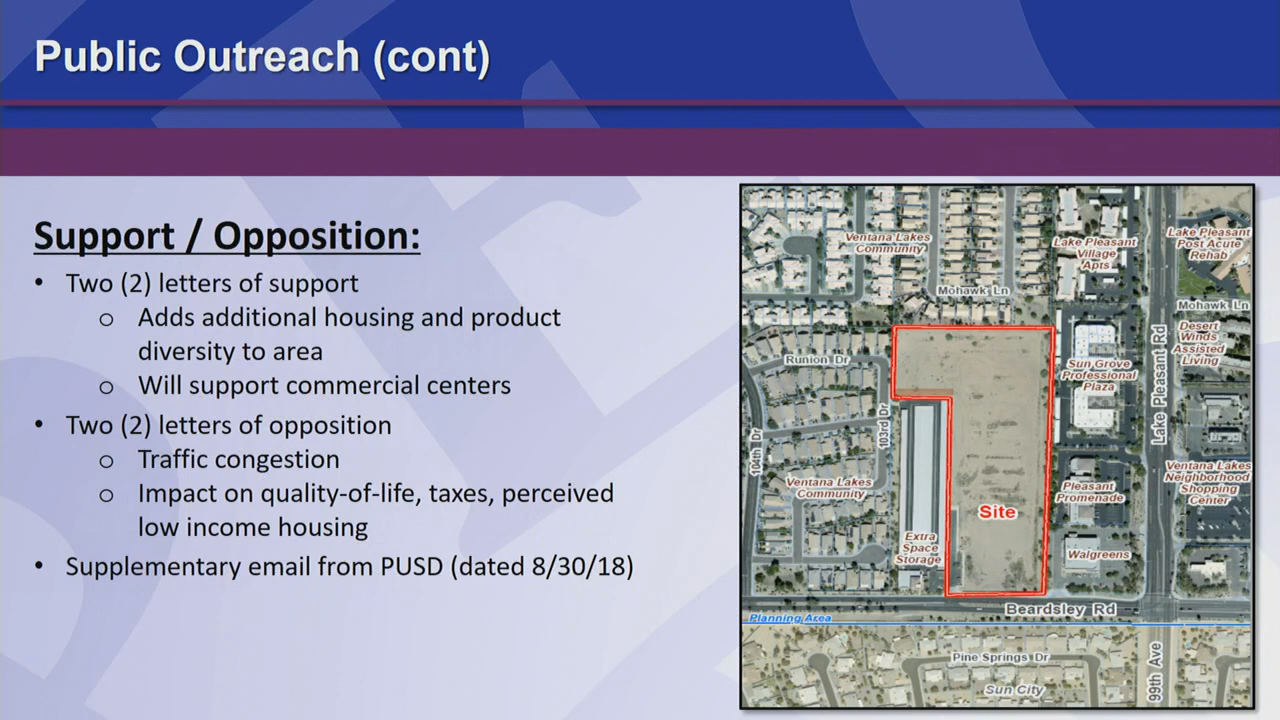 Public Outreach (cont)
Support / Opposition:
• Two (2) letters of support
o Adds additional housing and product
diversity to area
o Will support commercial centers
• Two (2) letters of opposition
o Traffic congestion
o Impact on quality-of-life, taxes, perceived
low income housing
• Supplementary email from PUSD (dated 8/30/18)
Ventana Lakes
Community
Lake Pleasant
Village
Apts
Lake Pleasant
Post Acute
Rehab
Mohawk Ln
Mohawk Ln
Runion Dr
Sun Grove
Professional
Plaza
Lake Pleasant Rd
Desert
Winds
Assisted
Living
104th Dr
103rd Dr
Ventana Lakes
Community
Site
Pleasant
Promenade
Ventana Lakes
Neighborhood
Shopping
Center
Extra
Space
Storage
Walgreens
Beardsley Rd
Planning Area
Pine Springs Dr
Sun City
99th Ave